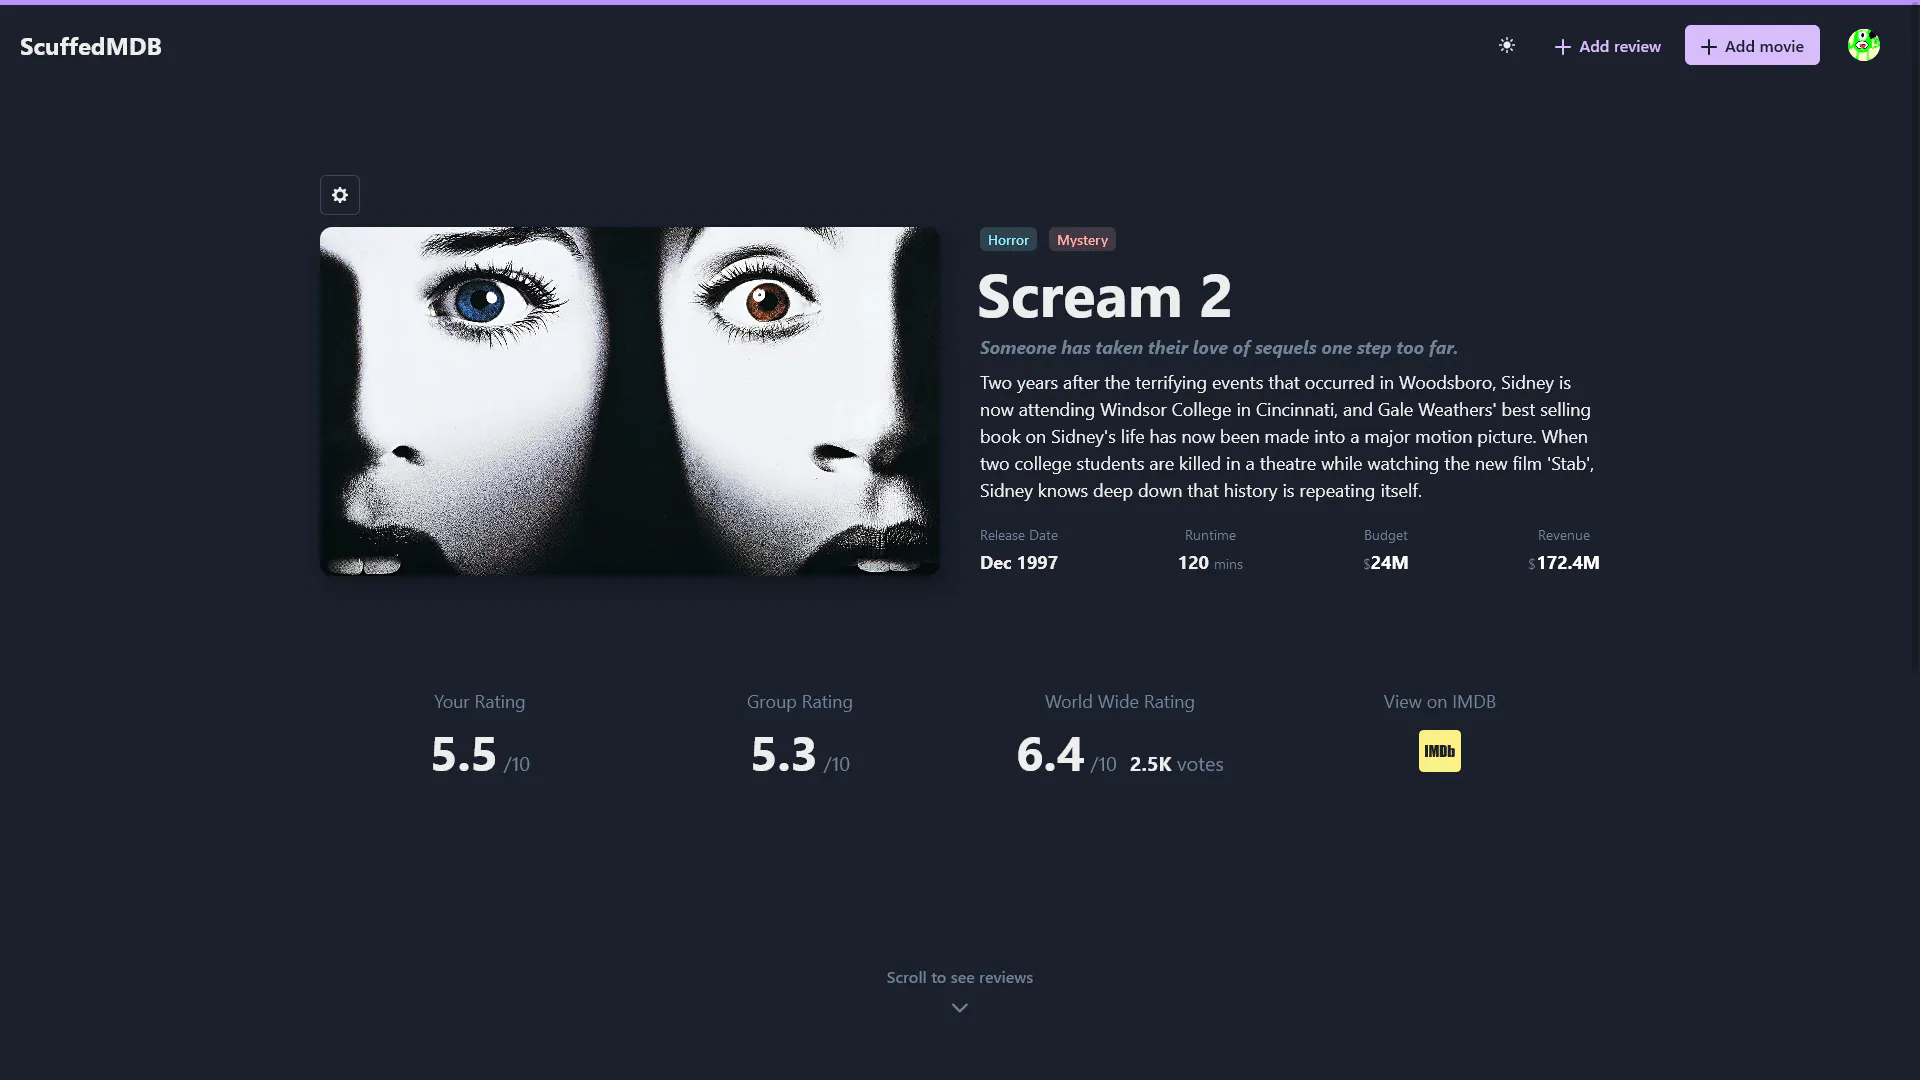 ScuffedMDB
Add review
Add movie
Horror
Mystery
Scream 2
Someone has taken their love of sequels one step too far.
Two years after the terrifying events that occurred in Woodsboro, Sidney is
now attending Windsor College in Cincinnati, and Gale Weathers' best selling
book on Sidney's life has now been made into a major motion picture. When
two college students are killed in a theatre while watching the new film 'Stab',
Sidney knows deep down that history is repeating itself.
Release Date
Runtime
Budget
Revenue
Dec 1997
120 mins
$24M
$172.4M
Your Rating
Group Rating
World Wide Rating
View on IMDB
5.5 /10
5.3 /10
6.4 /10 2.5K votes
IMDb
Scroll to see reviews